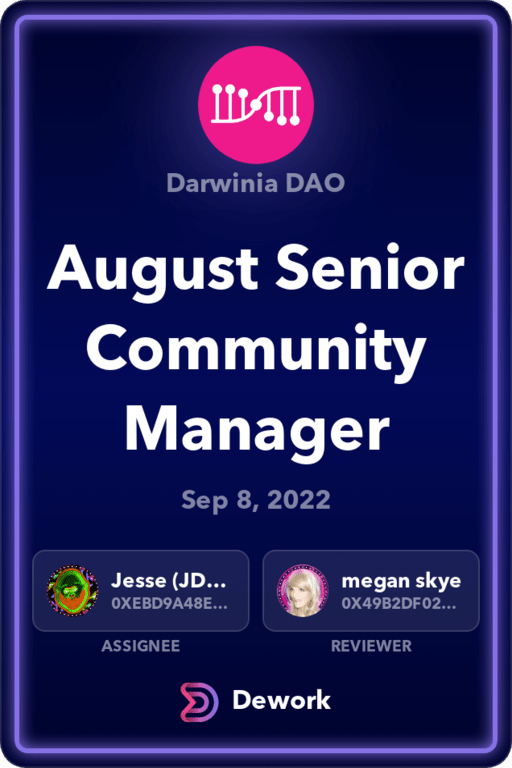 Darwinia DAO
August Senior
Community
Manager
Sep 8, 2022
Jesse (JD...
0XEBD9A48E...
ASSIGNEE
megan skye
0X49B2DF02...
REVIEWER
Dework